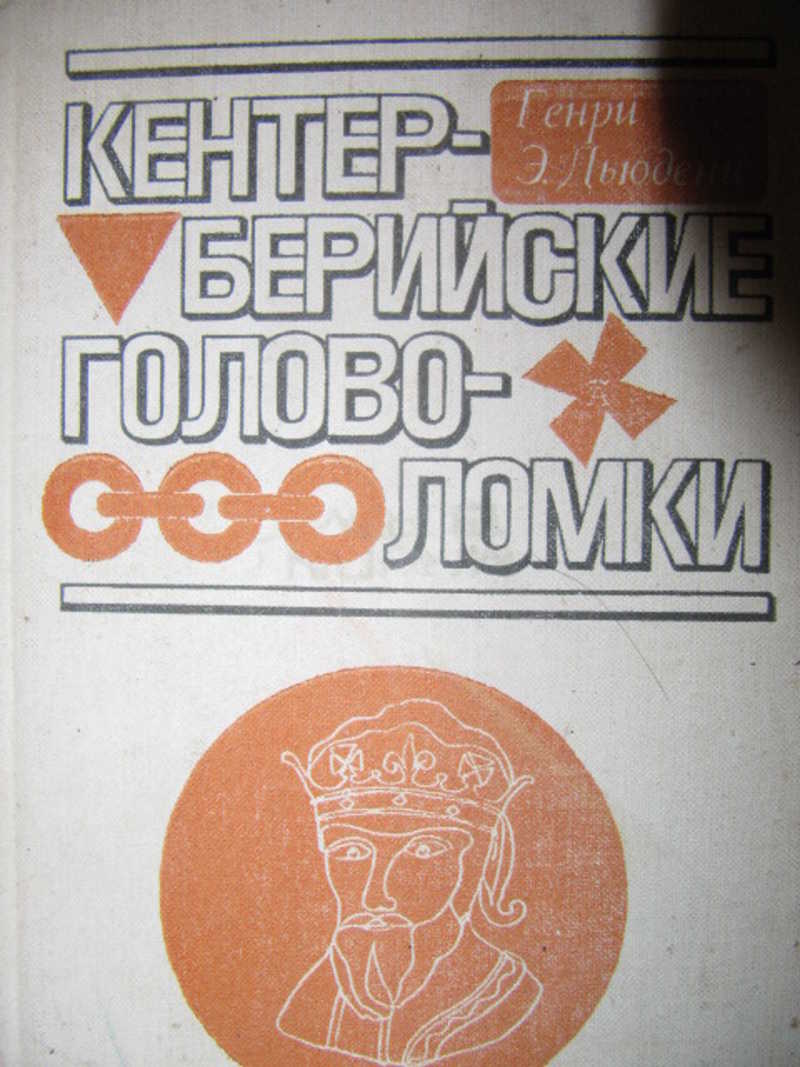 КЕНТЕР-
Генри
Э. Дьюдени
БЕРИЙСКИЕ
ГОЛОВО-
ЛОМКИ